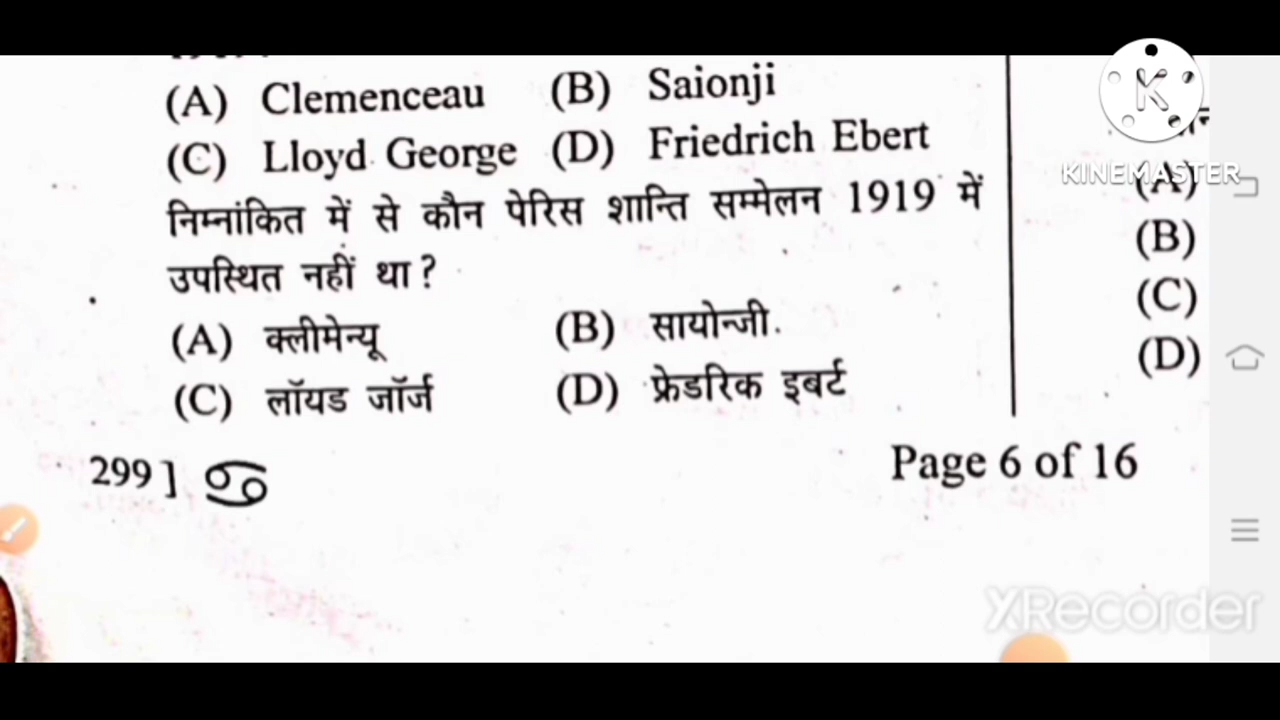 (A) Clemenceau (B) Saionji
(C) Lloyd George (D) Friedrich Ebert
निम्नांकित में से कौन पेरिस शान्ति सम्मेलन 1919 में
उपस्थित नहीं था ?
(A) क्लीमेन्यू (B) सायोन्जी.
(C) लॉयड जॉर्ज (D) फ्रेडरिक इबर्ट
299 ]
Page 6 of 16
(A)
(B)
(C)
(D)
K
KINEMASTER
XRecorder